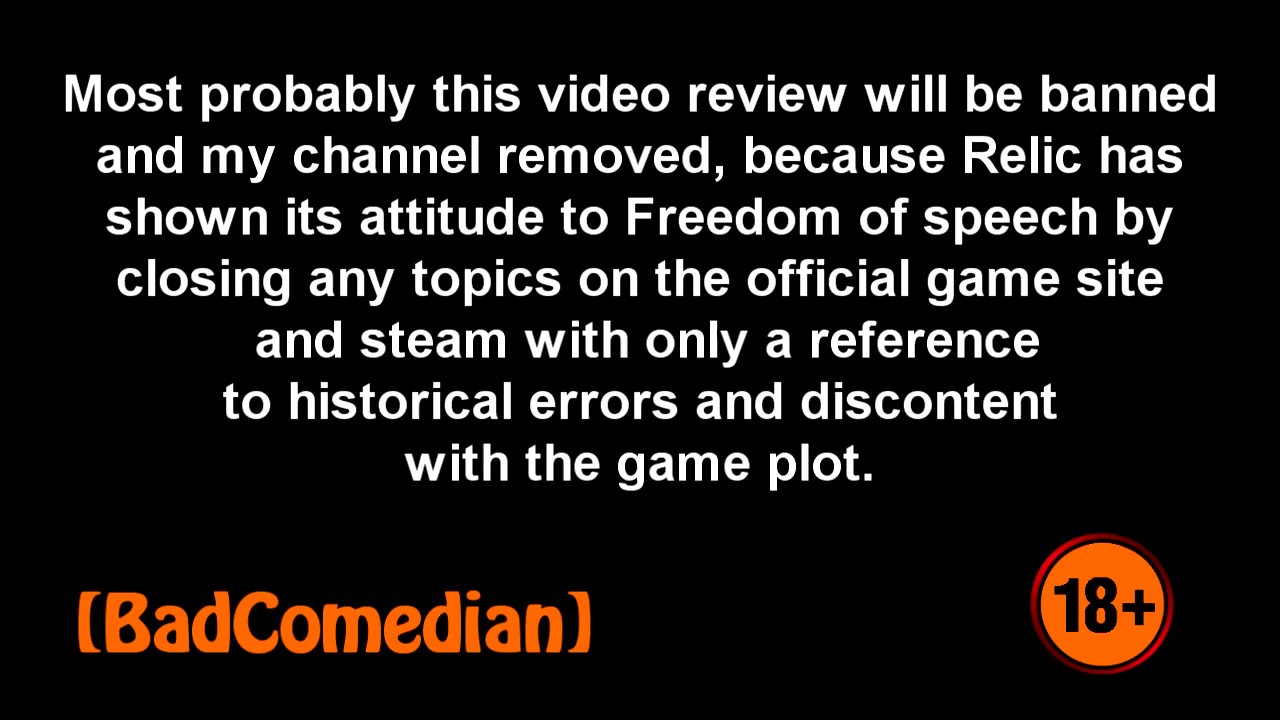 Most probably this video review will be banned
and my channel removed, because Relic has
shown its attitude to Freedom of speech by
closing any topics on the official game site
and steam with only a reference
to historical errors and discontent
with the game plot.
(BadComedian)
18+